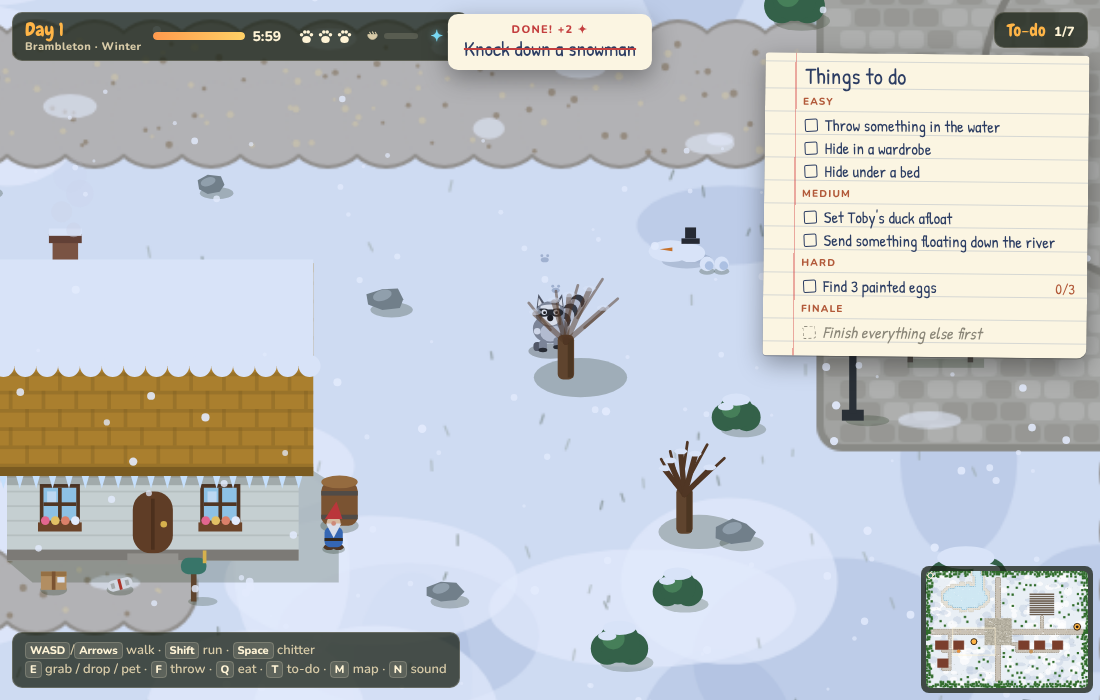 Day 1
Brambleton · Winter
5:59
DONE! +2 ✦
Knock down a snowman
To-do 1/7
Things to do
EASY
Throw something in the water
Hide in a wardrobe
Hide under a bed
MEDIUM
Set Toby's duck afloat
Send something floating down the river
HARD
Find 3 painted eggs 0/3
FINALE
Finish everything else first
WASD/Arrows walk · Shift run · Space chitter
E grab / drop / pet · F throw · Q eat · T to-do · M map · N sound